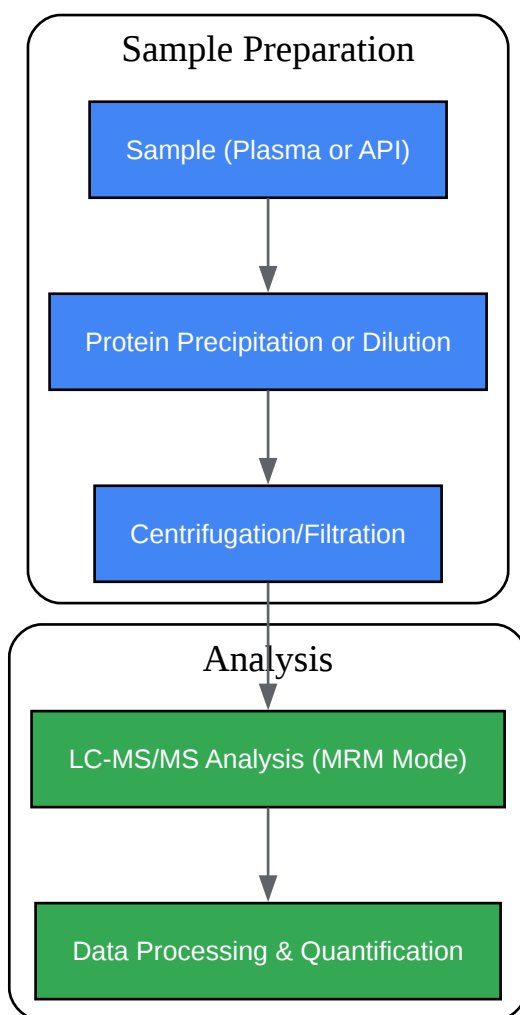 Sample Preparation
Sample (Plasma or API)
Protein Precipitation or Dilution
Centrifugation/Filtration
Analysis
LC-MS/MS Analysis (MRM Mode)
Data Processing & Quantification